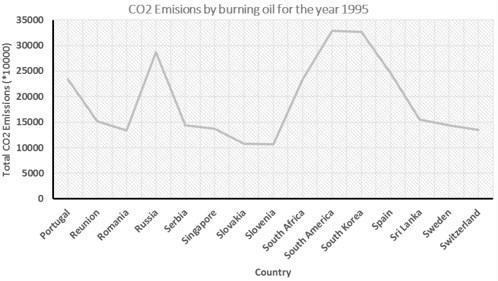 CO2 Emisions by burning oil for the year 1995
Total CO2 Emissions (*10000)
35000
30000
25000
20000
15000
10000
5000
0
Portugal
Reunion
Romania
Russia
Serbia
Singapore
Slovakia
Slovenia
South Africa
South America
South Korea
Spain
Sri Lanka
Sweden
Switzerland
Country